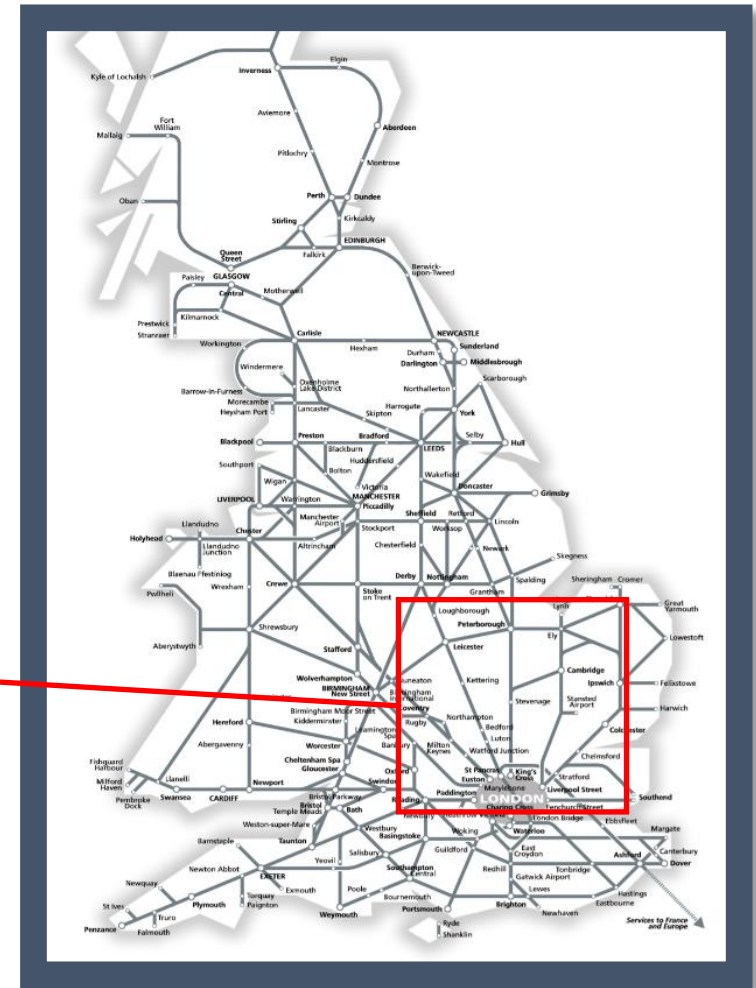 Elgin
Inverness
Kyle of Lochalsh
Aviemore
Fort
William
Mallaig
Aberdeen
Pitlochry
Montrose
Perth
Dundee
Oban
Stirling
Kirkcaldy
EDINBURGH
Falkirk
Queen
Street
GLASGOW
Central
Paisley
Motherwell
Berwick-
upon-Tweed
Kilmarnock
Prestwick
Stranraer
Workington
Carlisle
Hexham
NEWCASTLE
Sunderland
Durham
Darlington
Middlesbrough
Windermere
Oxenholme
Lake District
Northallerton
Scarborough
Barrow-in-Furness
Morecambe
Heysham Port
Lancaster
Skipton
Harrogate
York
Blackpool
Preston
Bradford
LEEDS
Selby
Hull
Blackburn
Huddersfield
Southport
Bolton
Wakefield
Wigan
Victoria
MANCHESTER
Piccadilly
Doncaster
Grimsby
LIVERPOOL
Warrington
Manchester
Airport
Stockport
Sheffield
Retford
Worksop
Lincoln
Llandudno
Holyhead
Chester
Llandudno
Junction
Altrincham
Chesterfield
Newark
Skegness
Blaenau Ffestiniog
Pwllheli
Wrexham
Crewe
Stoke
on Trent
Derby
Nottingham
Grantham
Spalding
Sheringham
Cromer
Great
Yarmouth
Loughborough
Peterborough
Ely
Lowestoft
Aberystwyth
Shrewsbury
Stafford
Leicester
Wolverhampton
BIRMINGHAM
New Street
Nuneaton
International
Coventry
Kettering
Cambridge
Stansted
Airport
Ipswich
Felixstowe
Harwich
Stevenage
Birmingham Moor Street
Kidderminster
Rugby
Northampton
Bedford
Colchester
Hereford
Leamington
Spa
Worcester
Banbury
Milton
Keynes
Luton
Watford Junction
Chelmsford
Abergavenny
Cheltenham Spa
Gloucester
Oxford
St Pancras
Euston
King's
Cross
Stratford
Fishguard
Harbour
Milford
Haven
Pembroke
Dock
Llanelli
Swansea
CARDIFF
Newport
Swindon
Paddington
Marylebone
LONDON
Liverpool Street
Fenchurch Street
Southend
Bristol Parkway
Bristol
Temple Meads
Bath
Reading
Charing Cross
London Bridge
Waterloo
Newbury
Ebbsfleet
Margate
Weston-super-Mare
Westbury
Basingstoke
Woking
Guildford
East
Croydon
Canterbury
Barnstaple
Taunton
Salisbury
Ashford
Dover
Newton Abbot
Yeovil
Southampton
Central
Redhill
Gatwick Airport
Tonbridge
EXETER
Exmouth
Poole
Bournemouth
Lewes
Hastings
Eastbourne
Newquay
Torquay
Paignton
Plymouth
Weymouth
Portsmouth
Brighton
Newhaven
St Ives
Truro
Penzance
Falmouth
Ryde
Shanklin
Services to France
and Europe